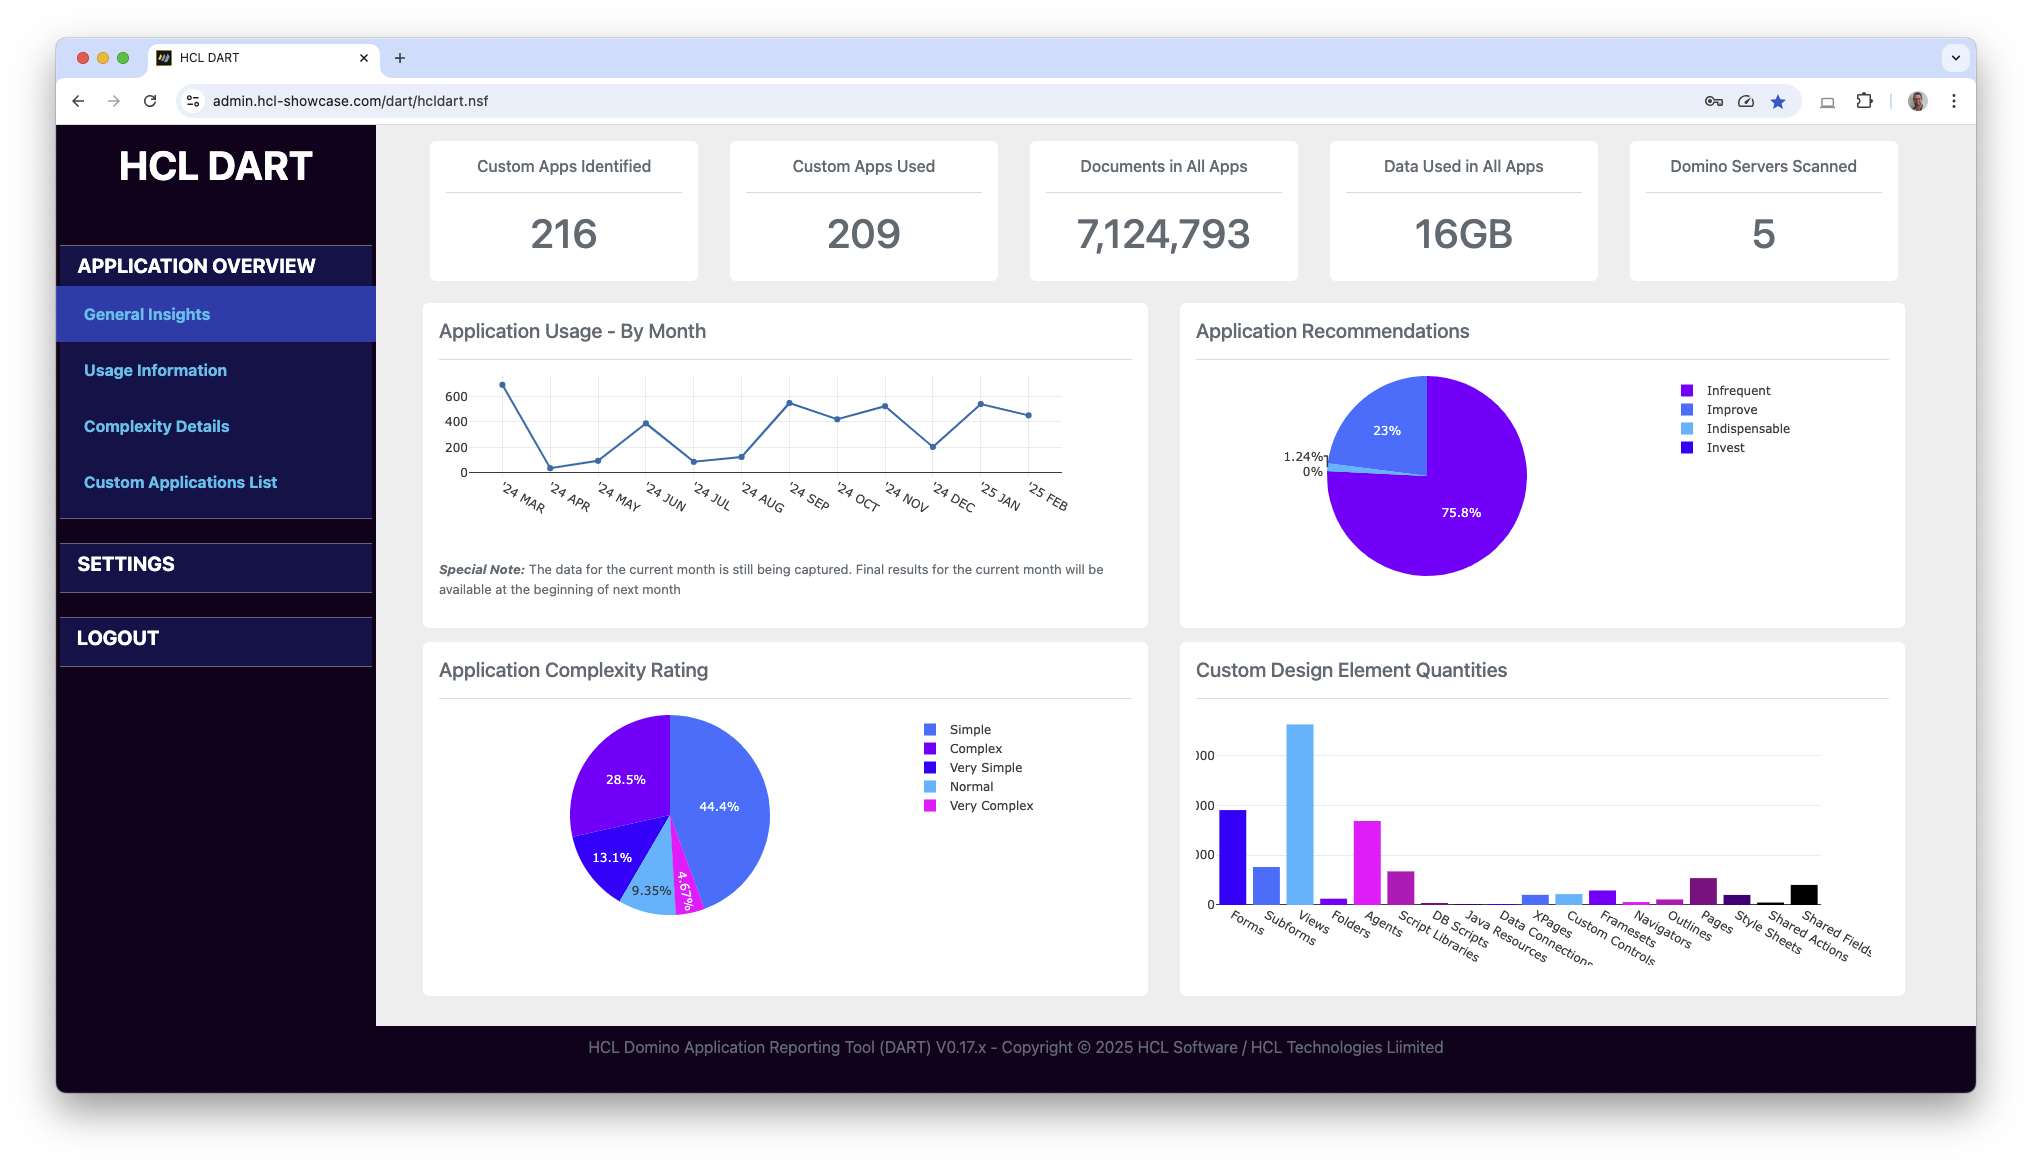 HCL DART
admin.hcl-showcase.com/dart/hcldart.nsf
HCL DART
APPLICATION OVERVIEW
General Insights
Usage Information
Complexity Details
Custom Applications List
SETTINGS
LOGOUT
Custom Apps Identified
216
Custom Apps Used
209
Documents in All Apps
7,124,793
Data Used in All Apps
16GB
Domino Servers Scanned
5
Application Usage - By Month
600
400
200
0
'24 MAR
'24 APR
'24 MAY
'24 JUN
'24 JUL
'24 AUG
'24 SEP
'24 OCT
'24 NOV
'24 DEC
'25 JAN
'25 FEB
Special Note: The data for the current month is still being captured. Final results for the current month will be
available at the beginning of next month
Application Recommendations
23%
1.24%
0%
75.8%
Infrequent
Improve
Indispensable
Invest
Application Complexity Rating
28.5%
44.4%
13.1%
9.35%
4.67%
Simple
Complex
Very Simple
Normal
Very Complex
Custom Design Element Quantities
000
000
000
0
Forms
Subforms
Views
Folders
Agents
Script Libraries
DB Scripts
Java Resources
Data Connections
XPages
Custom Controls
Framesets
Navigators
Outlines
Pages
Style Sheets
Shared Actions
Shared Fields
HCL Domino Application Reporting Tool (DART) V0.17.x - Copyright © 2025 HCL Software / HCL Technologies Liimited